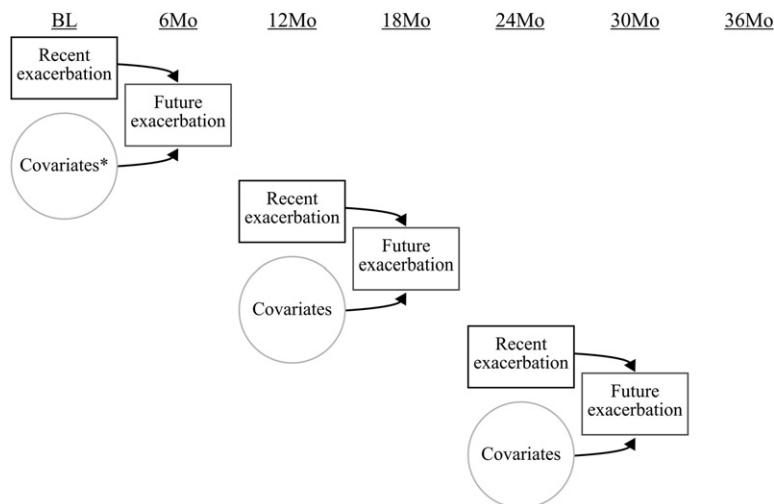 BL 6Mo 12Mo 18Mo 24Mo 30Mo 36Mo
Recent
exacerbation
Future
exacerbation
Covariates*
Recent
exacerbation
Future
exacerbation
Covariates
Recent
exacerbation
Future
exacerbation
Covariates